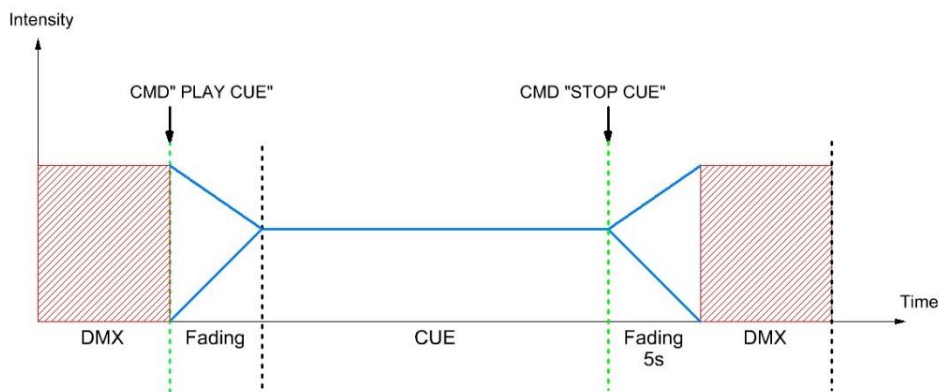 Intensity
CMD" PLAY CUE"
CMD "STOP CUE"
Time
DMX
Fading
CUE
Fading
5s
DMX